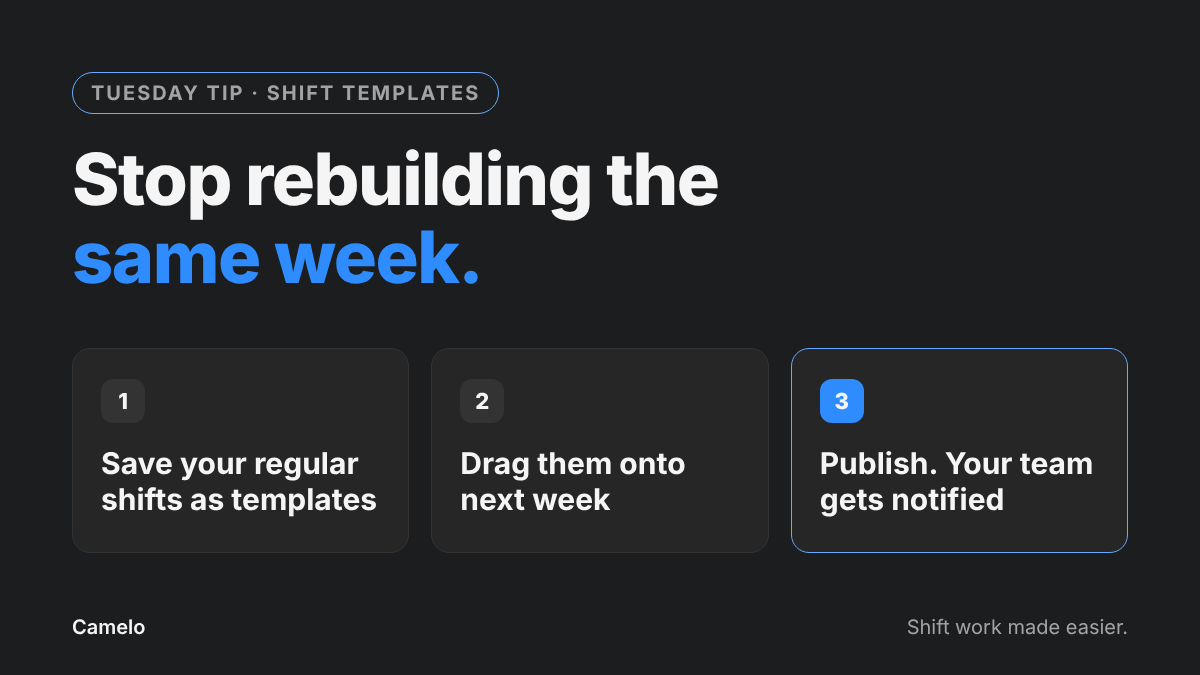 TUESDAY TIP · SHIFT TEMPLATES
Stop rebuilding the
same week.
1
Save your regular
shifts as templates
2
Drag them onto
next week
3
Publish. Your team
gets notified
Camelo
Shift work made easier.